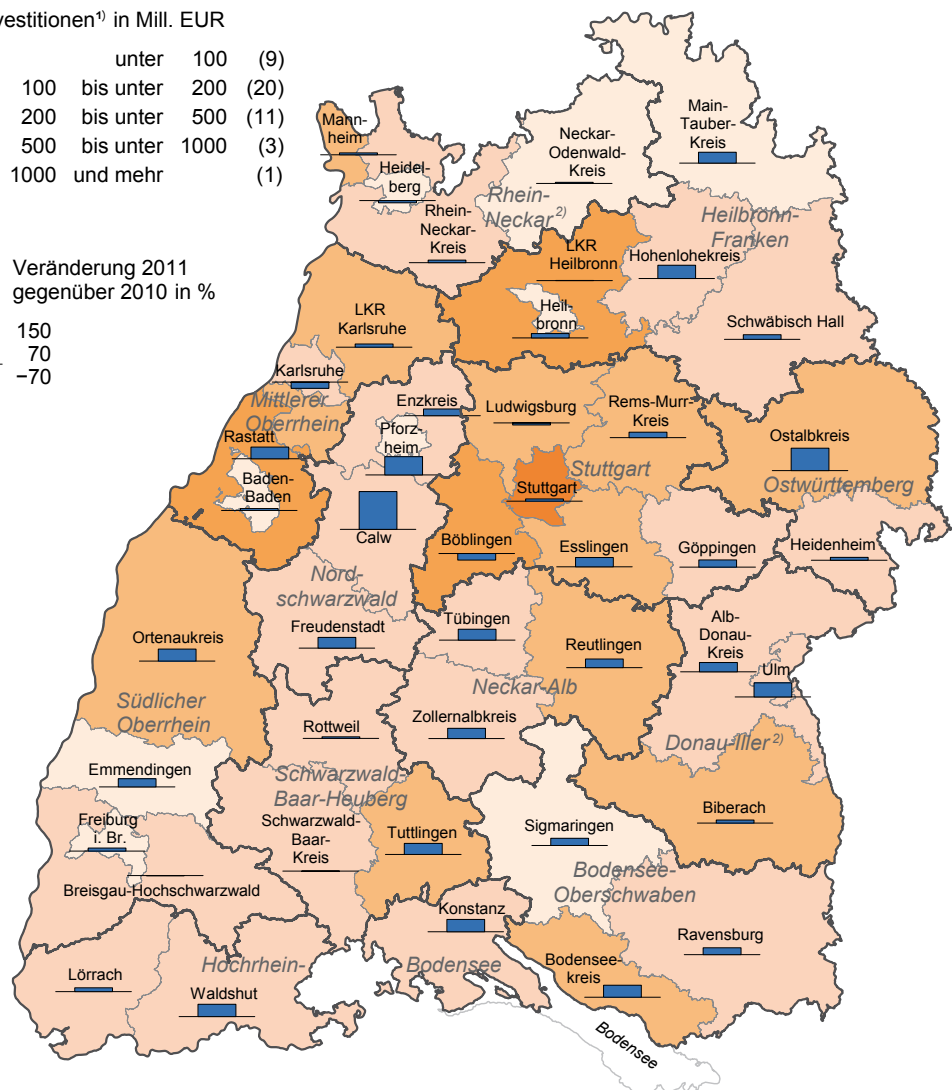 vestitionen¹⁾ in Mill. EUR
unter 100 (9)
100 bis unter 200 (20)
200 bis unter 500 (11)
500 bis unter 1000 (3)
1000 und mehr (1)
Veränderung 2011
gegenüber 2010 in %
150
70
−70
Mann-
heim
Heidel-
berg
Rhein-
Neckar-
Kreis
Rhein-
Neckar²⁾
Neckar-
Odenwald-
Kreis
Main-
Tauber-
Kreis
Heilbronn-
Franken
LKR
Heilbronn
Heil-
bronn
Hohenlohekreis
Schwäbisch Hall
LKR
Karlsruhe
Karlsruhe
Mittlerer
Oberrhein
Rastatt
Baden-
Baden
Enzkreis
Pforz-
heim
Calw
Ludwigsburg
Rems-Murr-
Kreis
Stuttgart
Stuttgart
Ostalbkreis
Ostwürttemberg
Böblingen
Esslingen
Göppingen
Heidenheim
Nord-
schwarzwald
Freudenstadt
Tübingen
Reutlingen
Alb-
Donau-
Kreis
Ulm
Ortenaukreis
Südlicher
Oberrhein
Rottweil
Neckar-Alb
Zollernalbkreis
Donau-Iller²⁾
Emmendingen
Schwarzwald-
Baar-Heuberg
Schwarzwald-
Baar-
Kreis
Tuttlingen
Sigmaringen
Biberach
Freiburg
i. Br.
Breisgau-Hochschwarzwald
Bodensee-
Oberschwaben
Konstanz
Ravensburg
Bodensee-
kreis
Lörrach
Hochrhein-
Bodensee
Waldshut
Bodensee